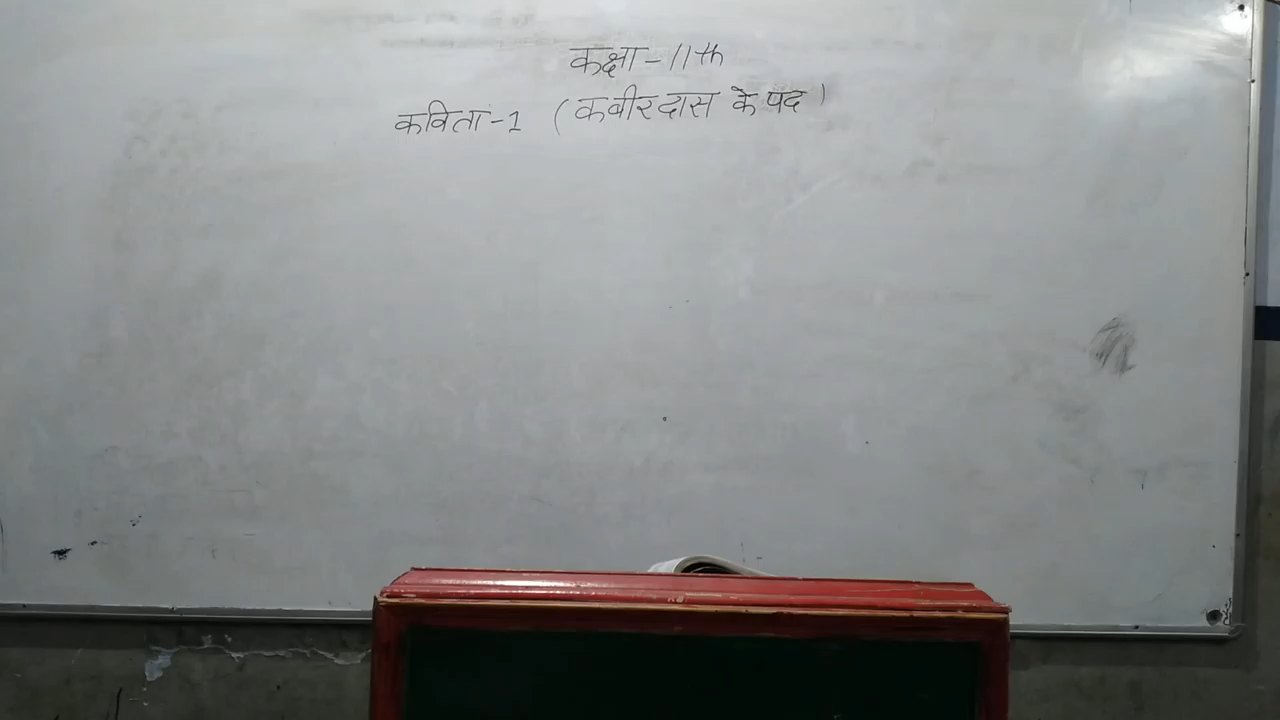 कक्षा - 11th
कविता - 1 (कबीरदास के पद)